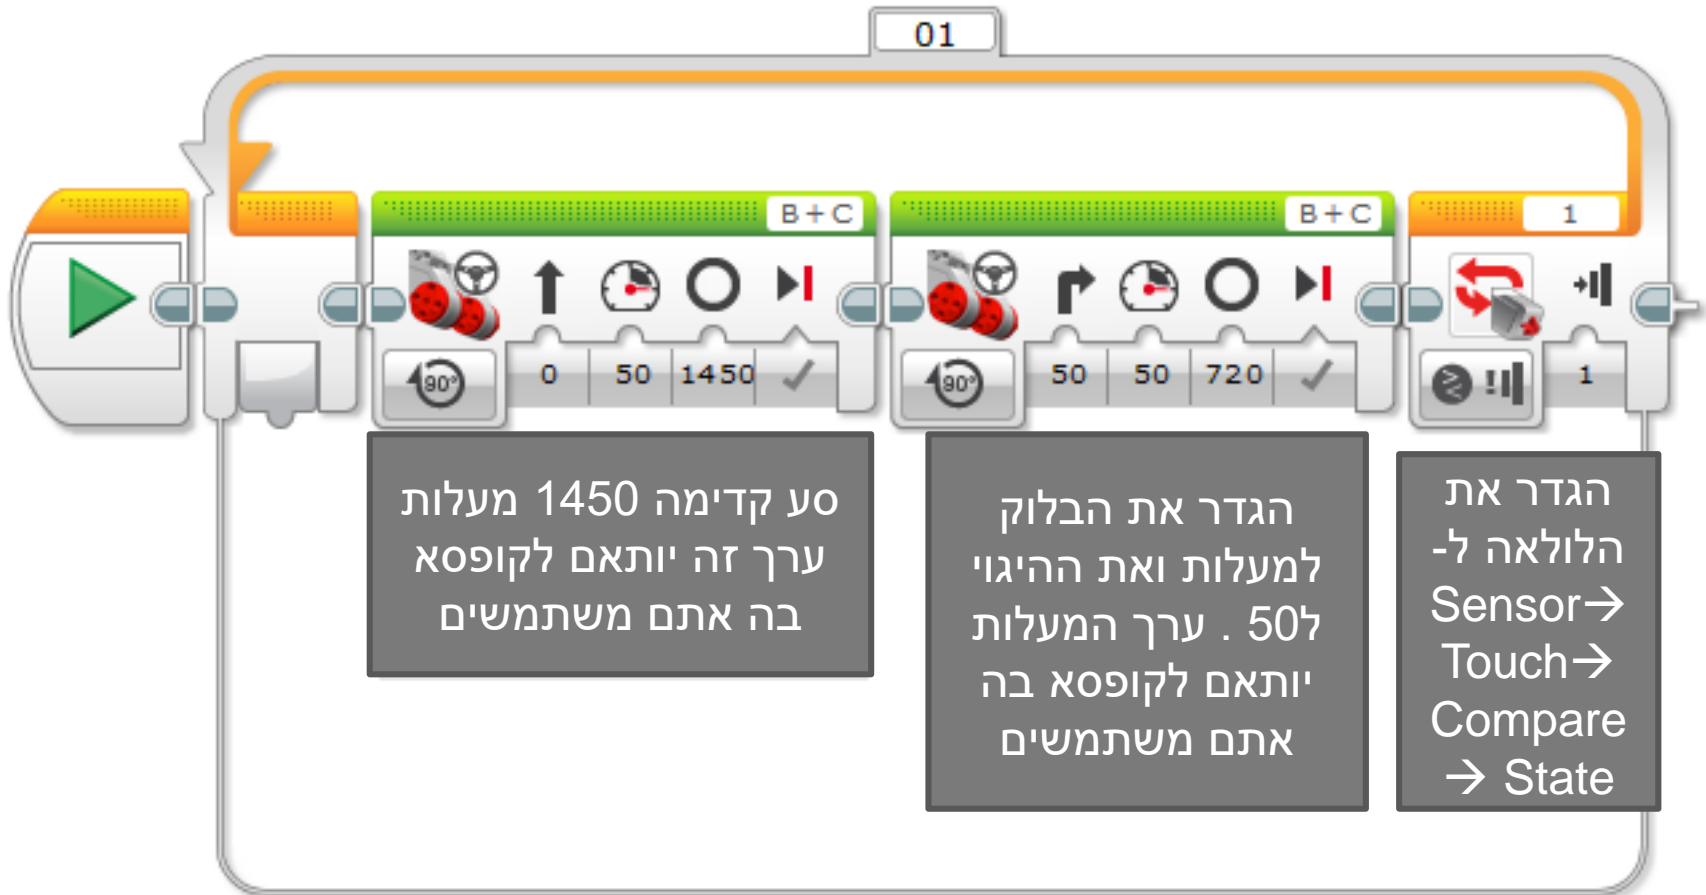 01
B+C
B+C
1
0 50 1450
50 50 720
1
90°
90°
סע קדימה 1450 מעלות
ערך זה יותאם לקופסא
בה אתם משתמשים
הגדר את הבלוק
למעלות ואת ההיגוי
ל50 . ערך המעלות
יותאם לקופסא בה
אתם משתמשים
הגדר את
הלולאה ל-
Sensor→
Touch→
Compare
→ State